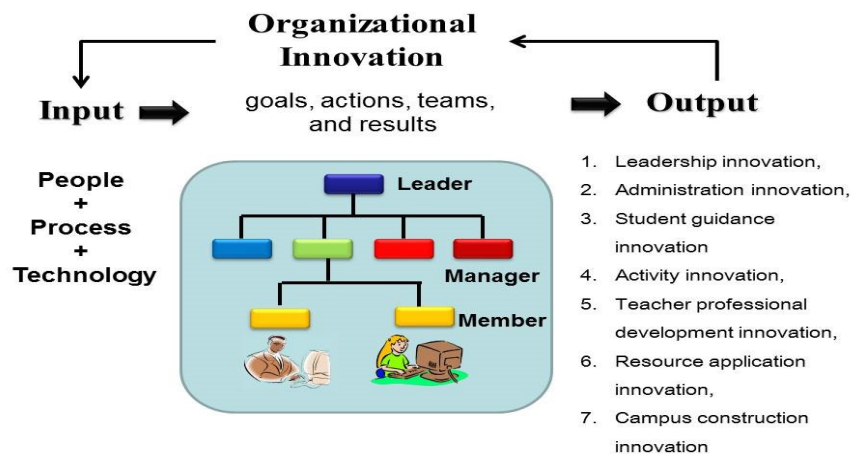 Organizational
Innovation
Input
goals, actions, teams,
and results
Output
People
+
Process
+
Technology
Leader
Manager
Member
1. Leadership innovation,
2. Administration innovation,
3. Student guidance
innovation
4. Activity innovation,
5. Teacher professional
development innovation,
6. Resource application
innovation,
7. Campus construction
innovation